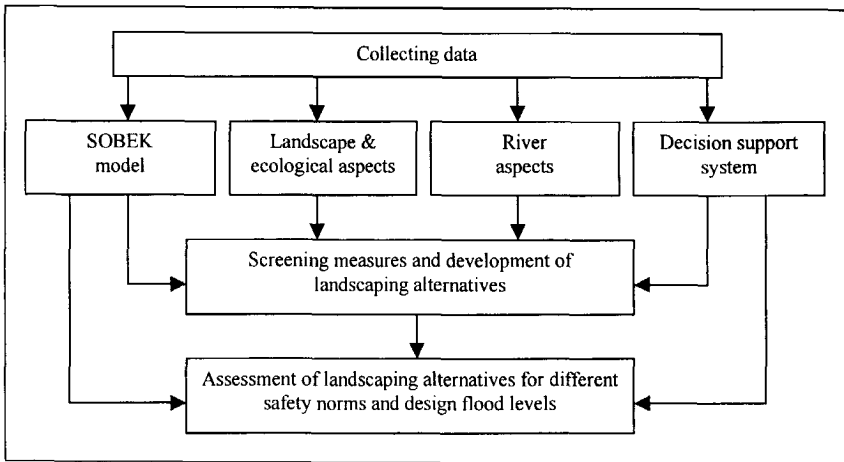 Collecting data
SOBEK
model
Landscape &
ecological aspects
River
aspects
Decision support
system
Screening measures and development of
landscaping alternatives
Assessment of landscaping alternatives for different
safety norms and design flood levels